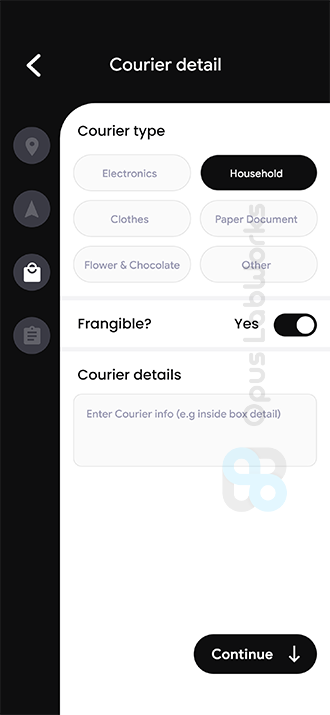 Courier detail
Courier type
Electronics
Household
Clothes
Paper Document
Flower & Chocolate
Other
Frangible?
Yes
Courier details
Enter Courier info (e.g inside box detail)
Opus Labworks
Continue